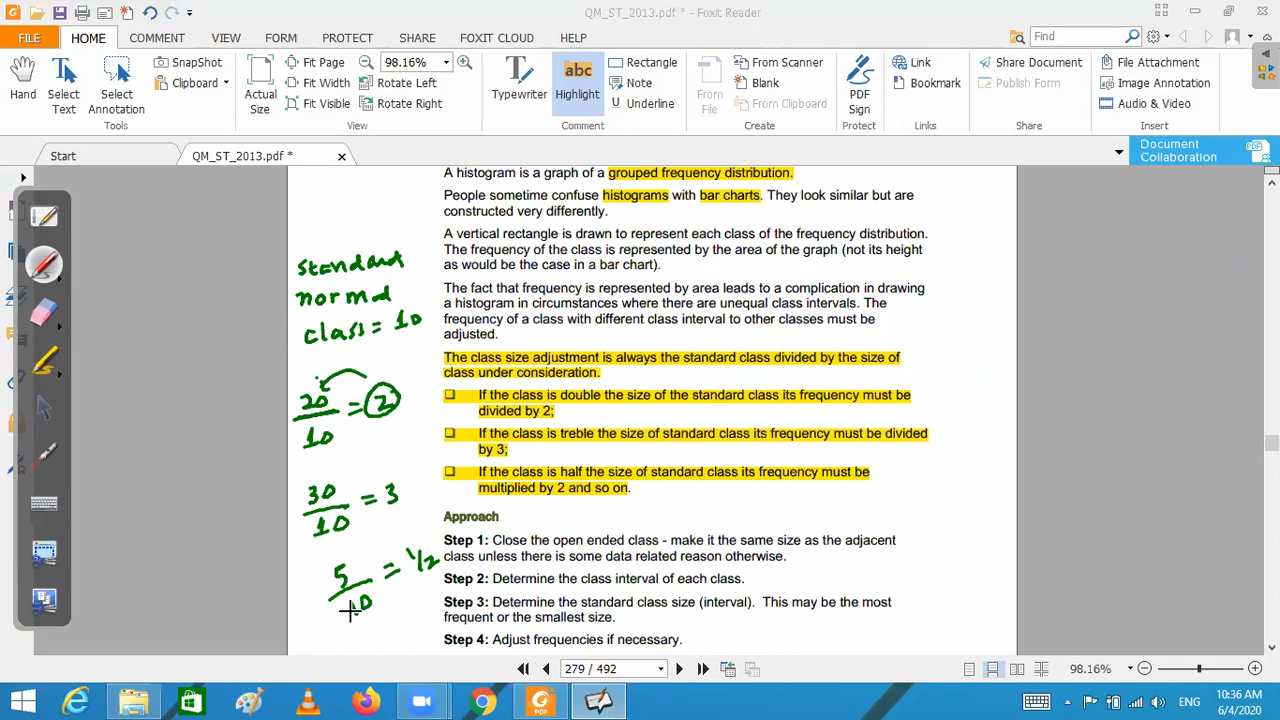 QM_ST_2013.pdf * - Foxit Reader
FILE
HOME
COMMENT
VIEW
FORM
PROTECT
SHARE
FOXIT CLOUD
HELP
Find
Hand
Select Text
Select Annotation
SnapShot
Clipboard
Tools
Actual Size
Fit Page
Fit Width
Fit Visible
98.16%
Rotate Left
Rotate Right
View
Typewriter
Highlight
Rectangle
Note
Underline
Comment
From File
From Scanner
Blank
From Clipboard
Create
PDF Sign
Protect
Link
Bookmark
Links
Share Document
Publish Form
Share
File Attachment
Image Annotation
Audio & Video
Insert
Start
QM_ST_2013.pdf *
Document Collaboration
A histogram is a graph of a grouped frequency distribution.
People sometime confuse histograms with bar charts. They look similar but are
constructed very differently.
A vertical rectangle is drawn to represent each class of the frequency distribution.
The frequency of the class is represented by the area of the graph (not its height
as would be the case in a bar chart).
The fact that frequency is represented by area leads to a complication in drawing
a histogram in circumstances where there are unequal class intervals. The
frequency of a class with different class interval to other classes must be
adjusted.
The class size adjustment is always the standard class divided by the size of
class under consideration.
If the class is double the size of the standard class its frequency must be
divided by 2;
If the class is treble the size of standard class its frequency must be divided
by 3;
If the class is half the size of standard class its frequency must be
multiplied by 2 and so on.
Approach
Step 1: Close the open ended class - make it the same size as the adjacent
class unless there is some data related reason otherwise.
Step 2: Determine the class interval of each class.
Step 3: Determine the standard class size (interval). This may be the most
frequent or the smallest size.
Step 4: Adjust frequencies if necessary.
standard
normal
class = 10
20/10 = 2
30/10 = 3
5/10 = 1/2
279 / 492
98.16%
ENG
10:36 AM
6/4/2020